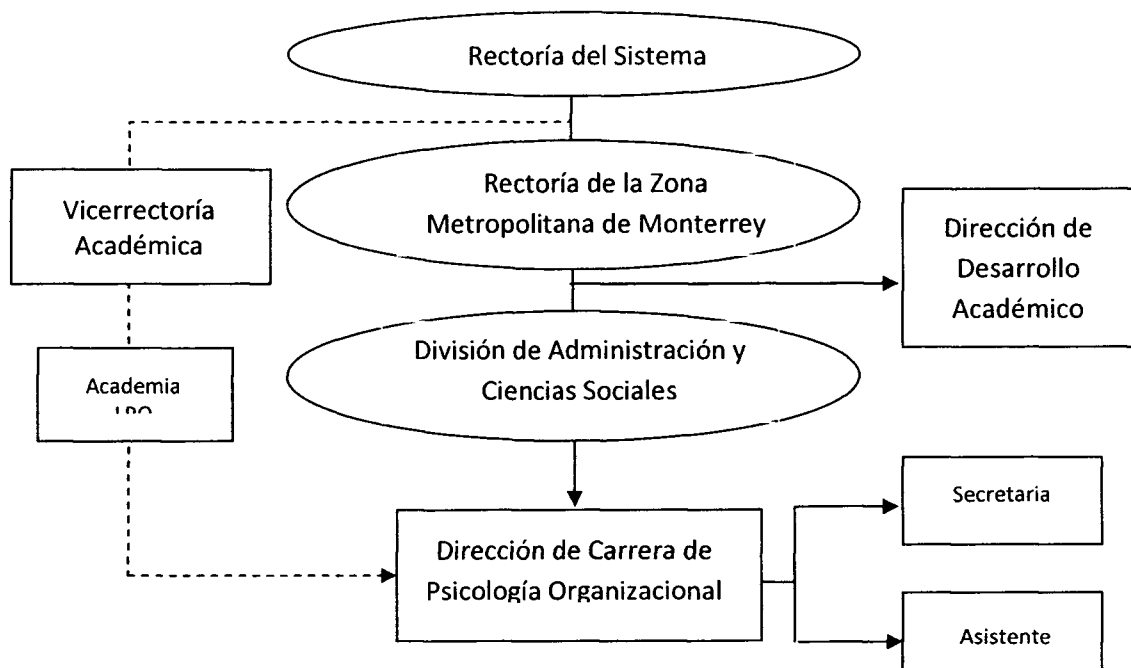 Rectoría del Sistema
Rectoría de la Zona
Metropolitana de Monterrey
Vicerrectoría
Académica
Dirección de
Desarrollo
Académico
División de Administración y
Ciencias Sociales
Academia
Secretaria
Dirección de Carrera de
Psicología Organizacional
Asistente